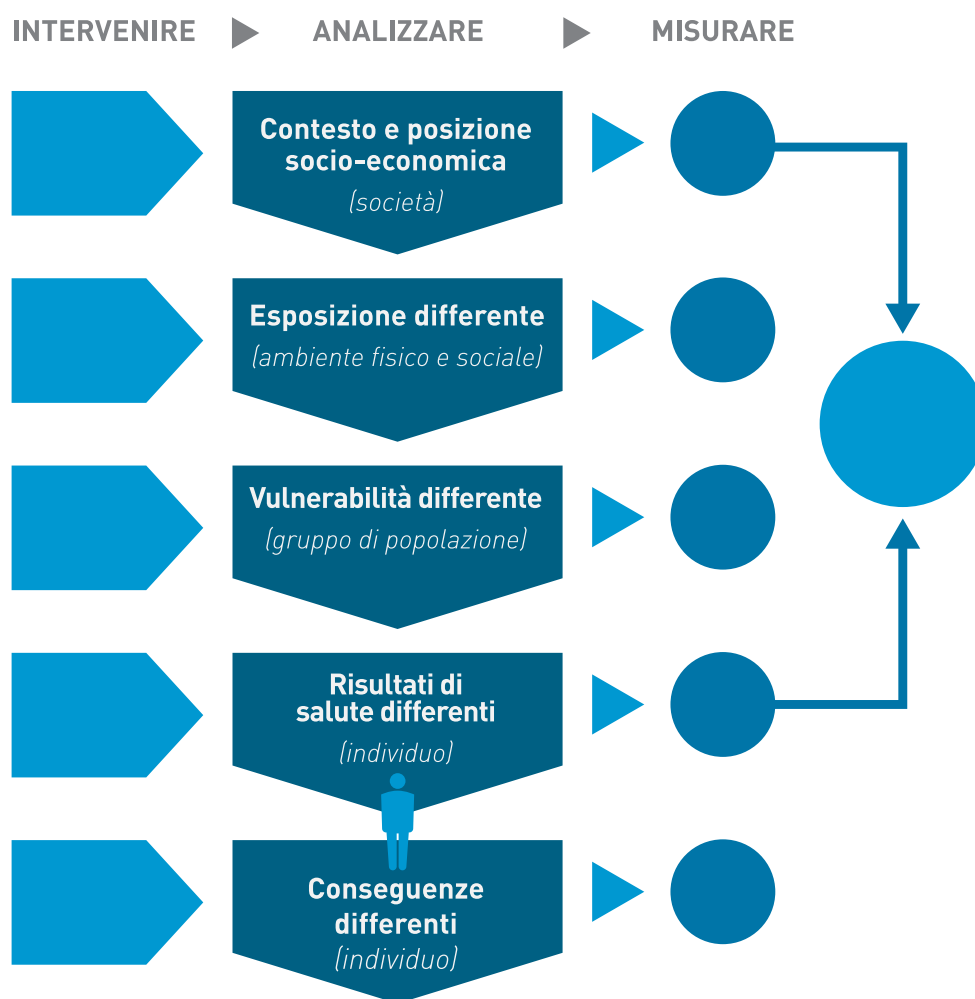 INTERVENIRE ANALIZZARE MISURARE
Contesto e posizione
socio-economica
(società)
Esposizione differente
(ambiente fisico e sociale)
Vulnerabilità differente
(gruppo di popolazione)
Risultati di
salute differenti
(individuo)
Conseguenze
differenti
(individuo)